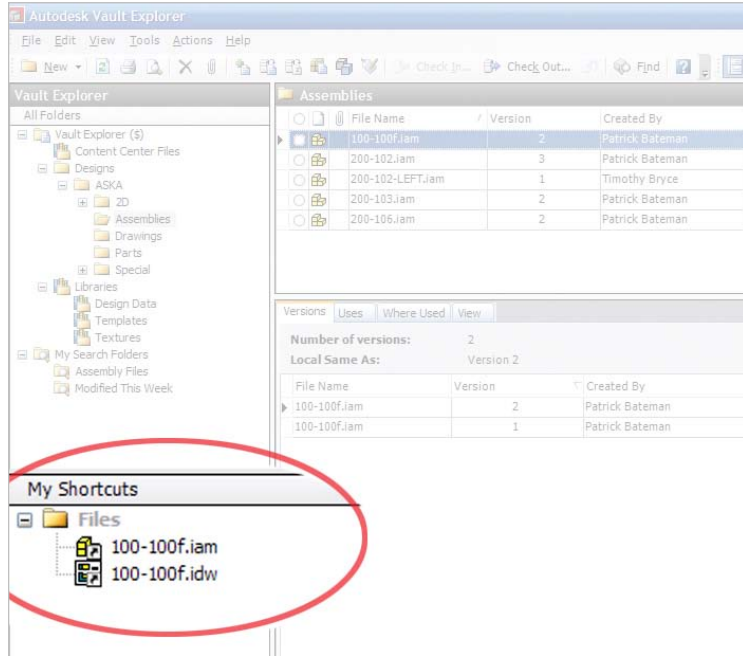 Autodesk Vault Explorer
File Edit View Tools Actions Help
New Check In... Check Out... Find
Vault Explorer
All Folders
Vault Explorer ($)
Content Center Files
Designs
ASKA
2D
Assemblies
Drawings
Parts
Special
Libraries
Design Data
Templates
Textures
My Search Folders
Assembly Files
Modified This Week
My Shortcuts
Files
100-100f.iam
100-100f.idw
Assemblies
File Name Version Created By
100-100f.iam 2 Patrick Bateman
200-102.iam 3 Patrick Bateman
200-102-LEFT.iam 1 Timothy Bryce
200-103.iam 2 Patrick Bateman
200-106.iam 2 Patrick Bateman
Versions Uses Where Used View
Number of versions: 2
Local Same As: Version 2
File Name Version Created By
100-100f.iam 2 Patrick Bateman
100-100f.iam 1 Patrick Bateman